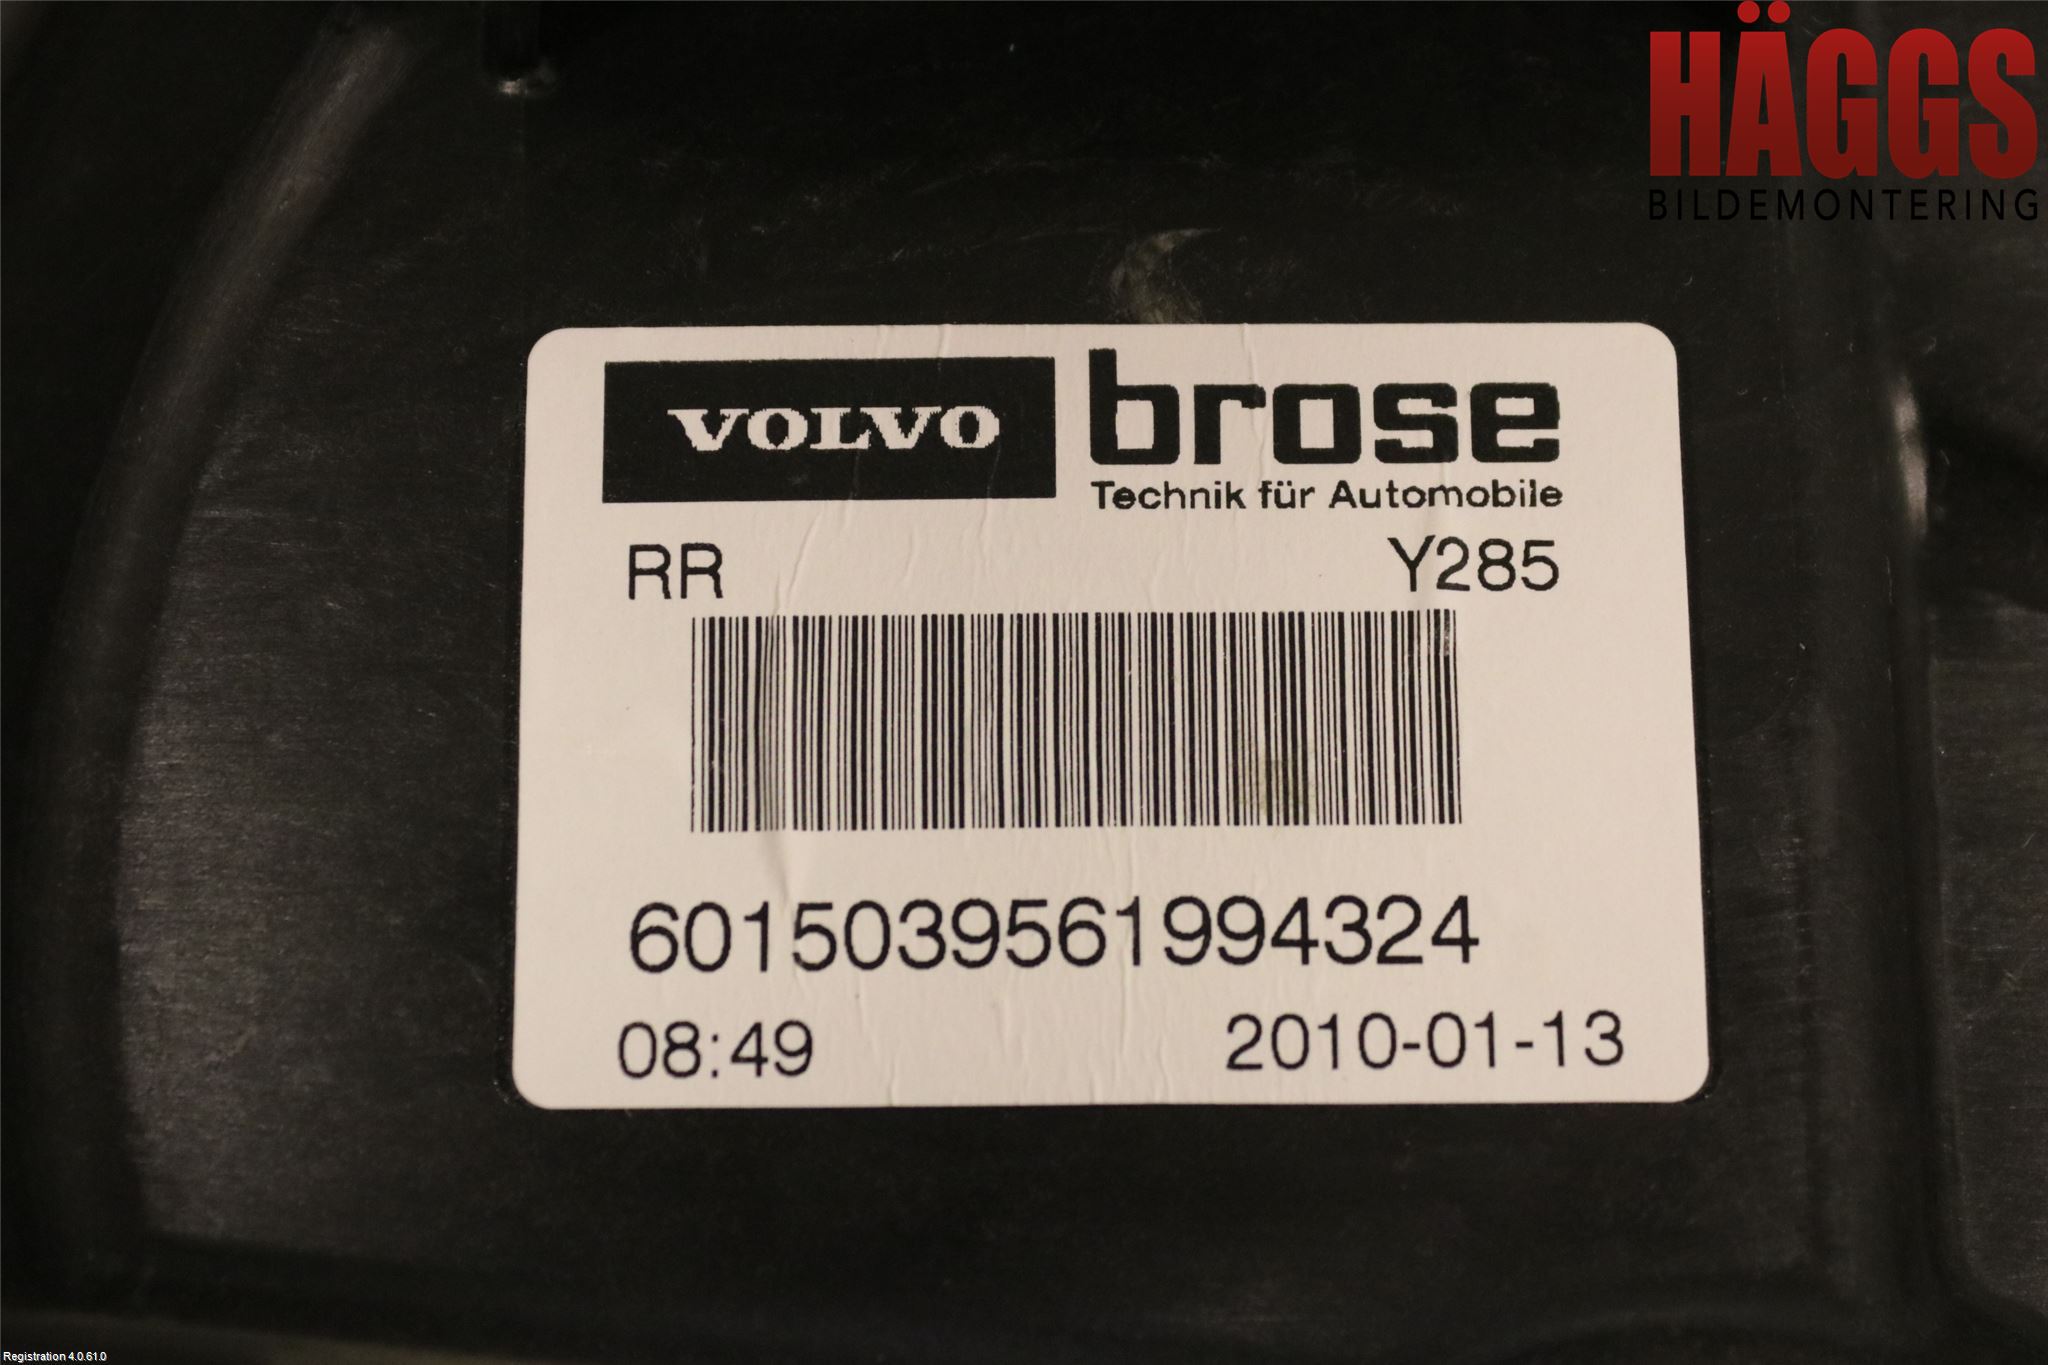 HÄGGS
BILDEMONTERING
VOLVO
brose
Technik für Automobile
RR Y285
6015039561994324
08:49 2010-01-13
Registration 4.0.61.0